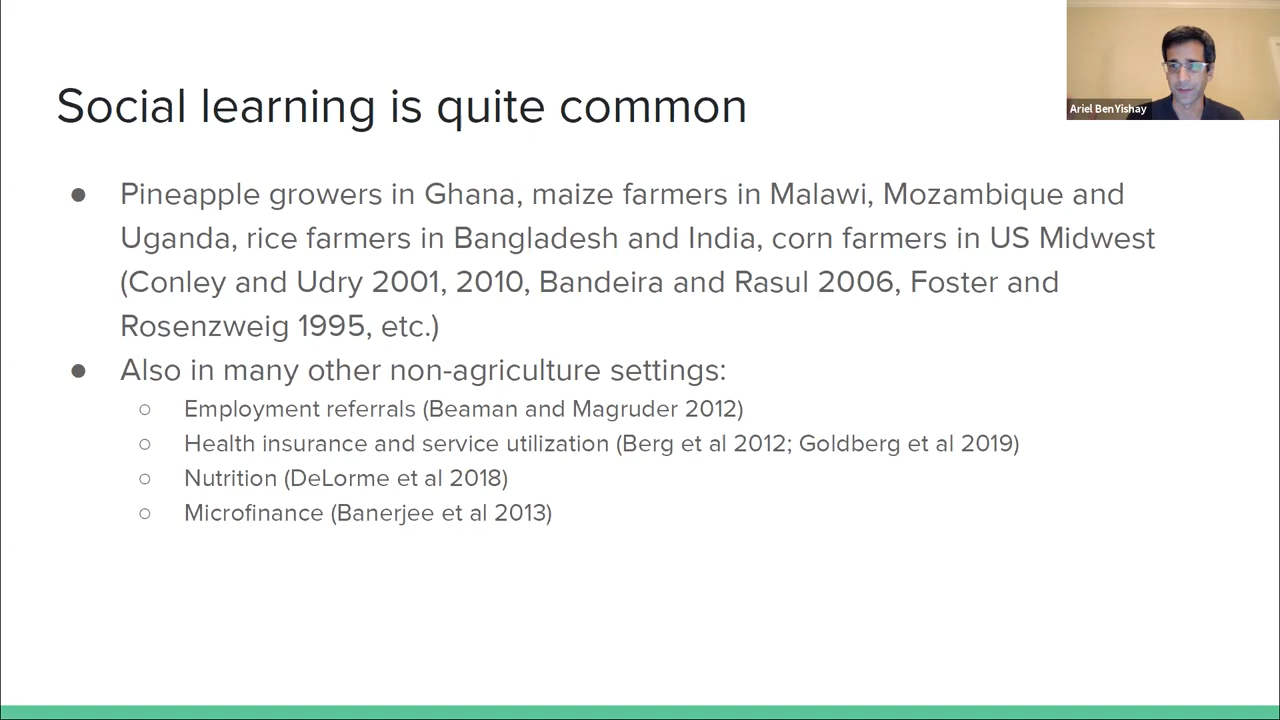 Social learning is quite common
Ariel BenYishay
● Pineapple growers in Ghana, maize farmers in Malawi, Mozambique and
Uganda, rice farmers in Bangladesh and India, corn farmers in US Midwest
(Conley and Udry 2001, 2010, Bandeira and Rasul 2006, Foster and
Rosenzweig 1995, etc.)
● Also in many other non-agriculture settings:
○ Employment referrals (Beaman and Magruder 2012)
○ Health insurance and service utilization (Berg et al 2012; Goldberg et al 2019)
○ Nutrition (DeLorme et al 2018)
○ Microfinance (Banerjee et al 2013)